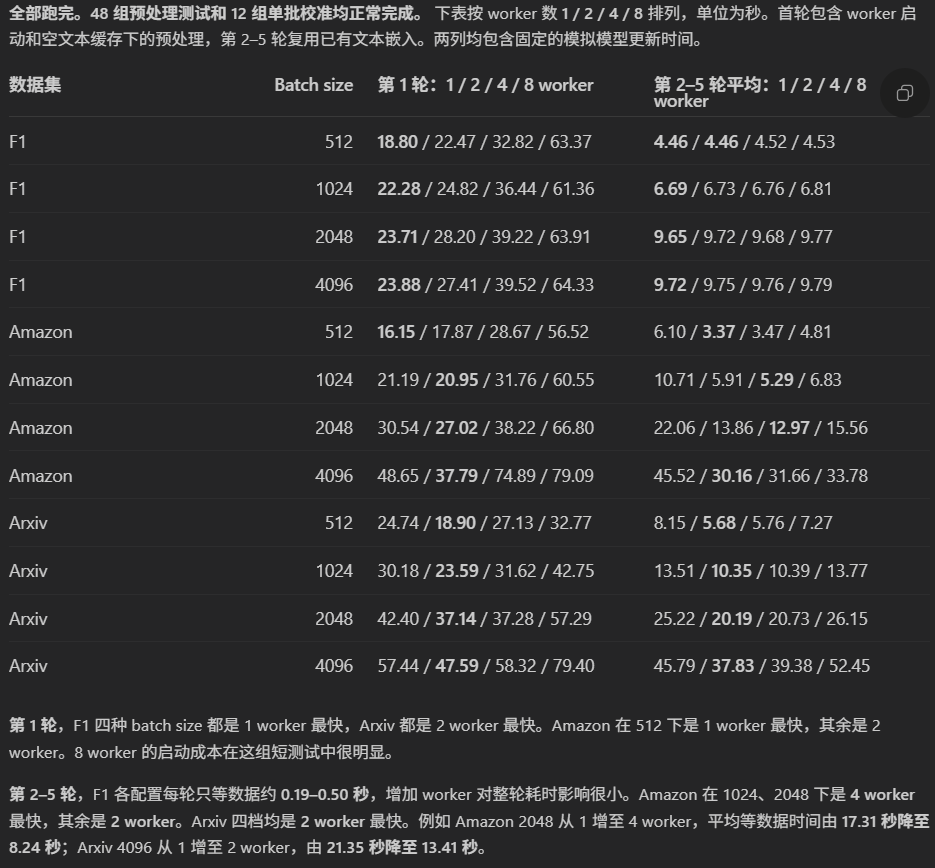 全部跑完。48 组预处理测试和 12 组单批校准均正常完成。 下表按 worker 数 1 / 2 / 4 / 8 排列，单位为秒。首轮包含 worker 启
动和空文本缓存下的预处理，第 2–5 轮复用已有文本嵌入。两列均包含固定的模拟模型更新时间。
数据集 Batch size 第 1 轮：1 / 2 / 4 / 8 worker 第 2–5 轮平均：1 / 2 / 4 / 8
worker
F1 512 18.80 / 22.47 / 32.82 / 63.37 4.46 / 4.46 / 4.52 / 4.53
F1 1024 22.28 / 24.82 / 36.44 / 61.36 6.69 / 6.73 / 6.76 / 6.81
F1 2048 23.71 / 28.20 / 39.22 / 63.91 9.65 / 9.72 / 9.68 / 9.77
F1 4096 23.88 / 27.41 / 39.52 / 64.33 9.72 / 9.75 / 9.76 / 9.79
Amazon 512 16.15 / 17.87 / 28.67 / 56.52 6.10 / 3.37 / 3.47 / 4.81
Amazon 1024 21.19 / 20.95 / 31.76 / 60.55 10.71 / 5.91 / 5.29 / 6.83
Amazon 2048 30.54 / 27.02 / 38.22 / 66.80 22.06 / 13.86 / 12.97 / 15.56
Amazon 4096 48.65 / 37.79 / 74.89 / 79.09 45.52 / 30.16 / 31.66 / 33.78
Arxiv 512 24.74 / 18.90 / 27.13 / 32.77 8.15 / 5.68 / 5.76 / 7.27
Arxiv 1024 30.18 / 23.59 / 31.62 / 42.75 13.51 / 10.35 / 10.39 / 13.77
Arxiv 2048 42.40 / 37.14 / 37.28 / 57.29 25.22 / 20.19 / 20.73 / 26.15
Arxiv 4096 57.44 / 47.59 / 58.32 / 79.40 45.79 / 37.83 / 39.38 / 52.45
第 1 轮，F1 四种 batch size 都是 1 worker 最快，Arxiv 都是 2 worker 最快。Amazon 在 512 下是 1 worker 最快，其余是 2
worker。8 worker 的启动成本在这组短测试中很明显。
第 2–5 轮，F1 各配置每轮只等数据约 0.19–0.50 秒，增加 worker 对整轮耗时影响很小。Amazon 在 1024、2048 下是 4 worker
最快，其余是 2 worker。Arxiv 四档均是 2 worker 最快。例如 Amazon 2048 从 1 增至 4 worker，平均等数据时间由 17.31 秒降至
8.24 秒；Arxiv 4096 从 1 增至 2 worker，由 21.35 秒降至 13.41 秒。